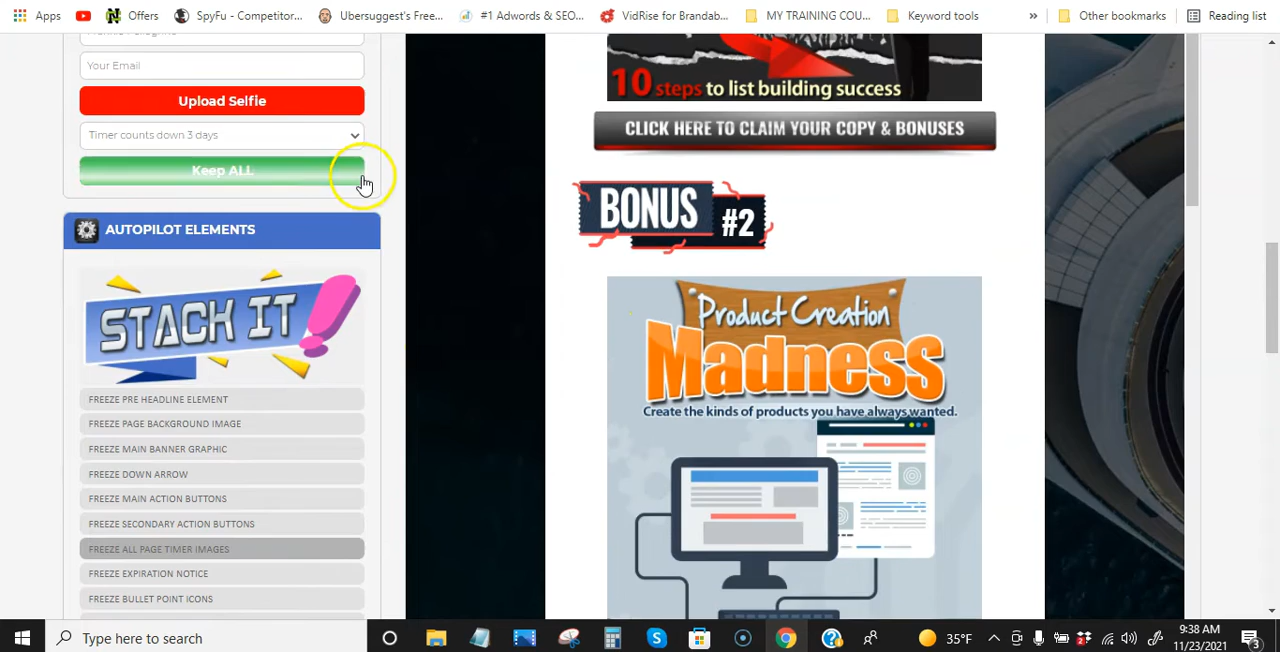 Apps Offers SpyFu - Competitor... Ubersuggest's Free... #1 Adwords & SEO... VidRise for Brandab... MY TRAINING COU... Keyword tools » Other bookmarks Reading list
Your Email
Upload Selfie
Timer counts down 3 days
Keep ALL
AUTOPILOT ELEMENTS
STACK IT!
FREEZE PRE HEADLINE ELEMENT
FREEZE PAGE BACKGROUND IMAGE
FREEZE MAIN BANNER GRAPHIC
FREEZE DOWN ARROW
FREEZE MAIN ACTION BUTTONS
FREEZE SECONDARY ACTION BUTTONS
FREEZE ALL PAGE TIMER IMAGES
FREEZE EXPIRATION NOTICE
FREEZE BULLET POINT ICONS
10 steps to list building success
CLICK HERE TO CLAIM YOUR COPY & BONUSES
BONUS #2
Product Creation
Madness
Create the kinds of products you have always wanted.
Type here to search
35°F
9:38 AM
11/23/2021
3